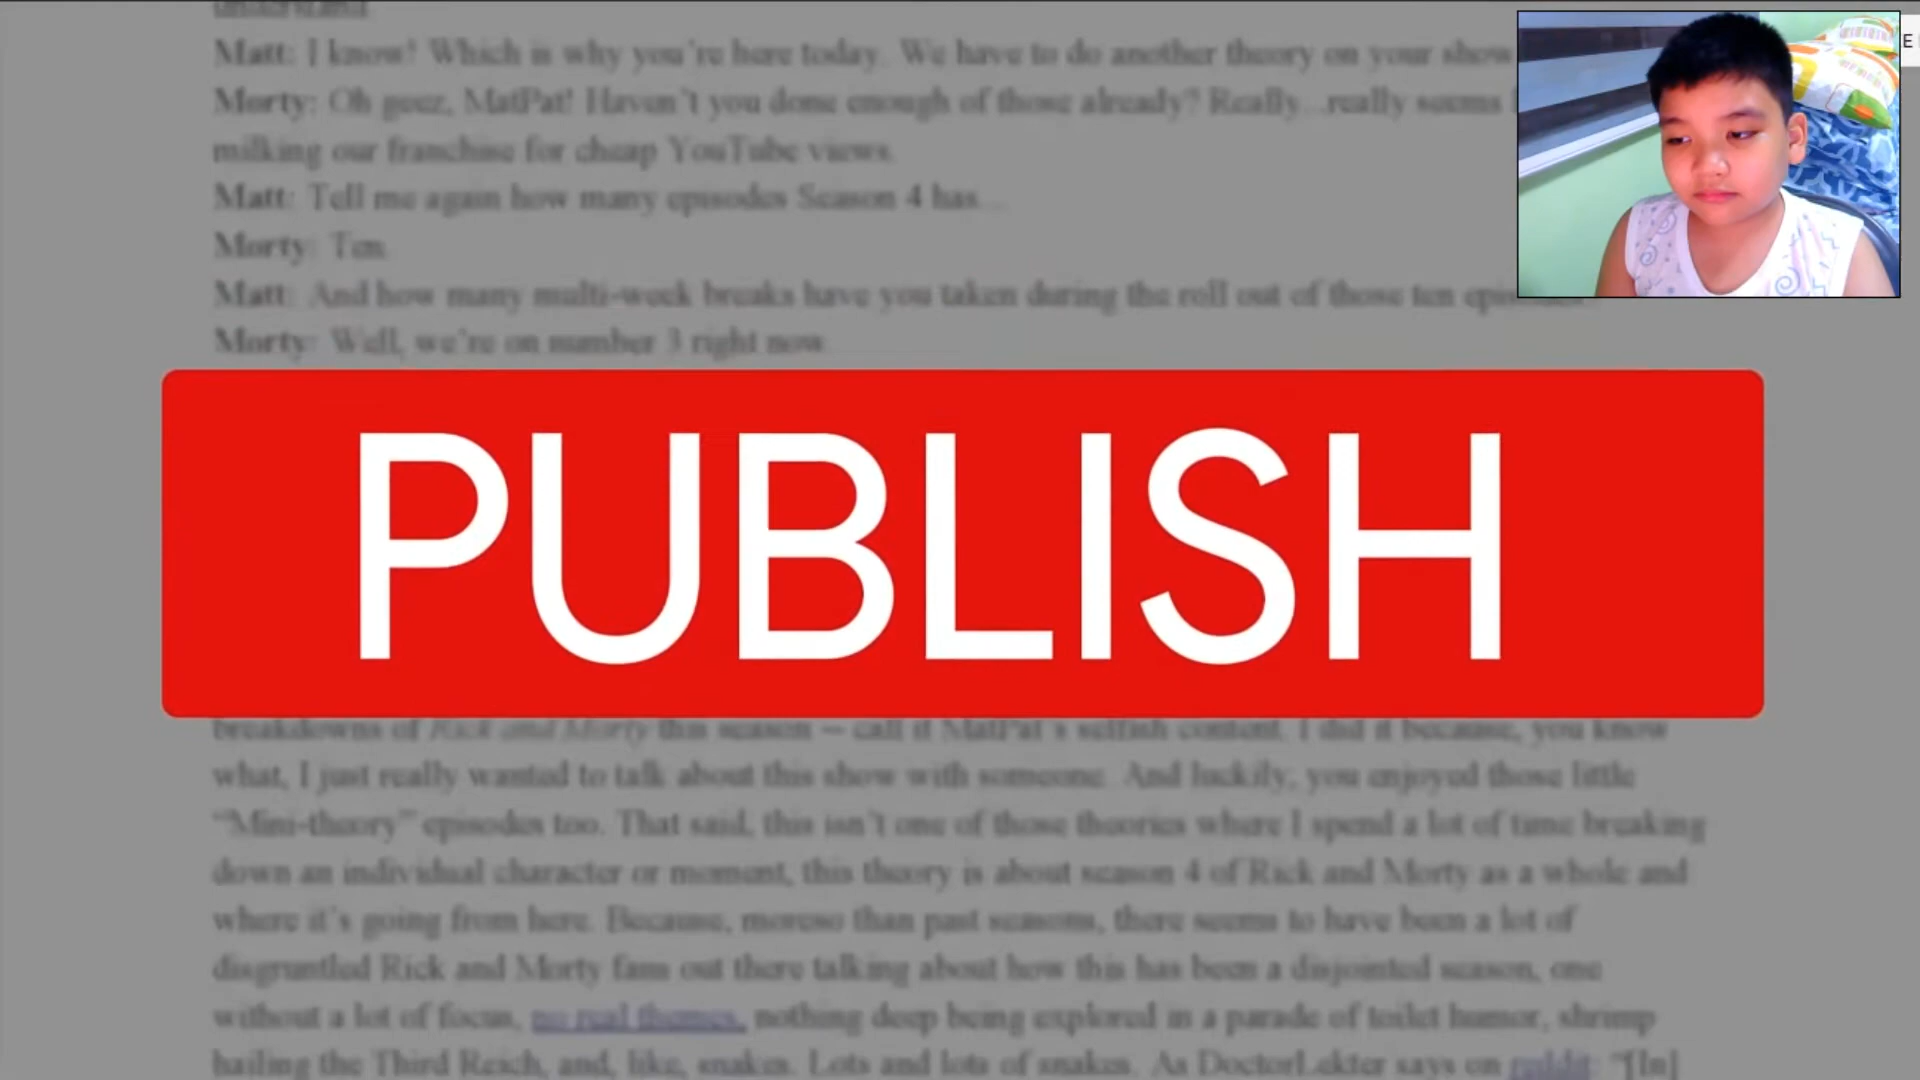 understand.
Matt: I know! Which is why you're here today. We have to do another theory on your show
Morty: Oh geez, MatPat! Haven't you done enough of those already? Really...really seems
milking our franchise for cheap YouTube views.
Matt: Tell me again how many episodes Season 4 has...
Morty: Ten.
Matt: And how many multi-week breaks have you taken during the roll out of those ten
Morty: Well, we're on number 3 right now.
PUBLISH
breakdowns of Rick and Morty this season – call it MatPat's selfish content. I did it because, you know
what, I just really wanted to talk about this show with someone. And luckily, you enjoyed those little
"Mini-theory" episodes too. That said, this isn't one of those theories where I spend a lot of time breaking
down an individual character or moment, this theory is about season 4 of Rick and Morty as a whole and
where it's going from here. Because, moreso than past seasons, there seems to have been a lot of
disgruntled Rick and Morty fans out there talking about how this has been a disjointed season, one
without a lot of focus, no real themes, nothing deep being explored in a parade of toilet humor, shrimp
hailing the Third Reich, and, like, snakes. Lots and lots of snakes. As DoctorLekter says on reddit: "[In]